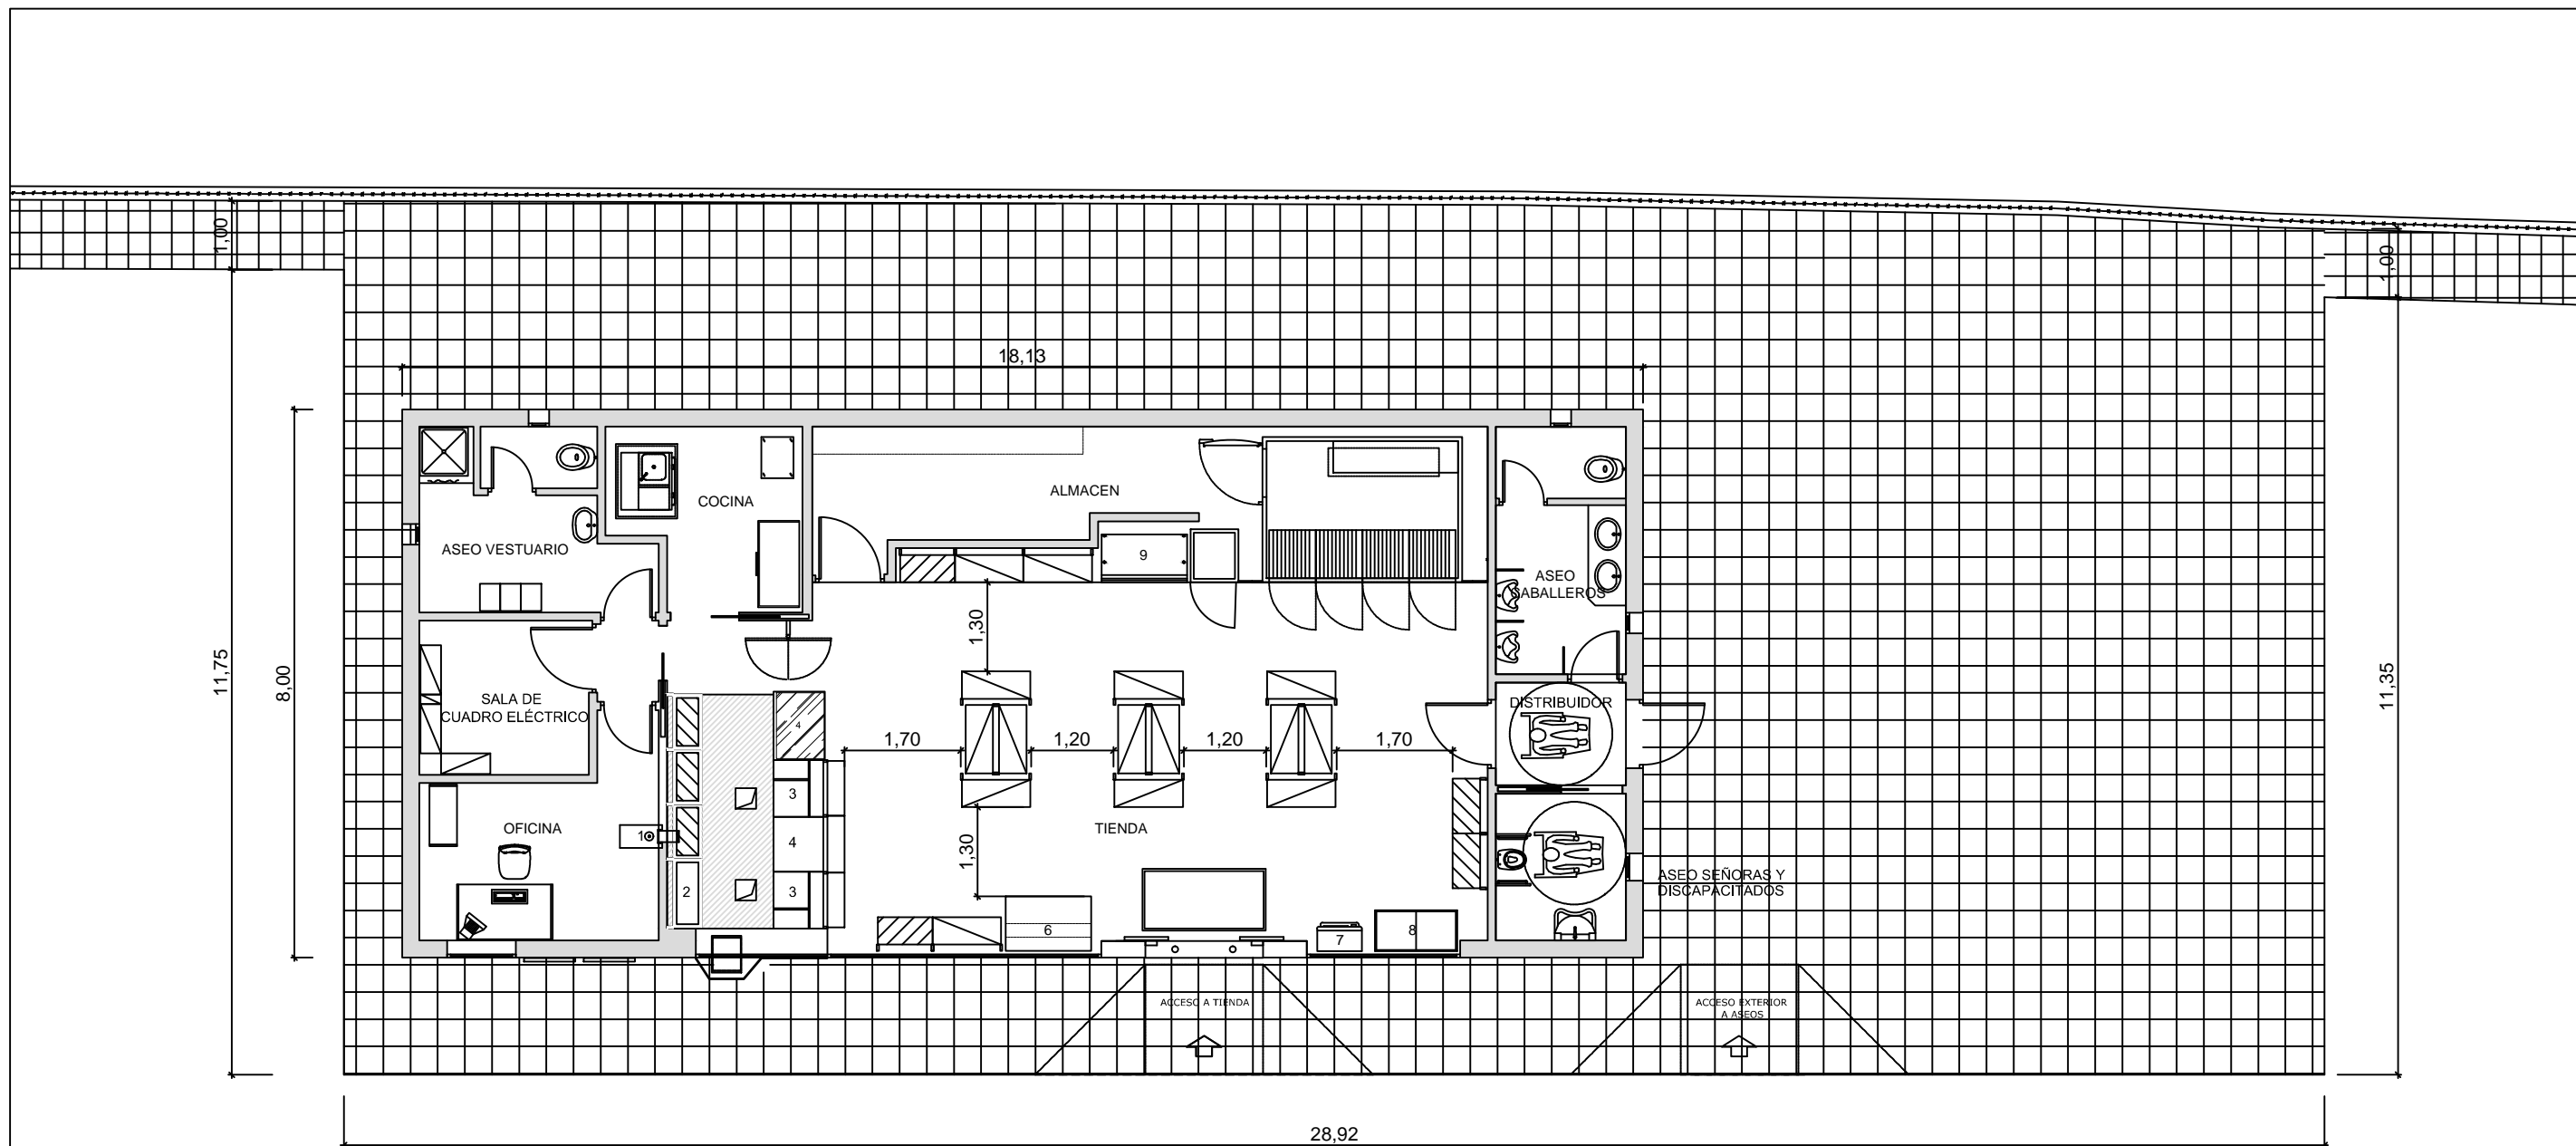 1,00
1,00
18,13
11,75
8,00
11,35
COCINA
ALMACEN
ASEO VESTUARIO
9
ASEO
CABALLEROS
1,30
SALA DE
CUADRO ELÉCTRICO
DISTRIBUIDOR
4
1,70
1,20
1,20
1,70
3
OFICINA
1
4
TIENDA
1,30
2
3
ASEO SEÑORAS Y
DISCAPACITADOS
6
7
8
ACCESO A TIENDA
ACCESO EXTERIOR
A ASEOS
28,92